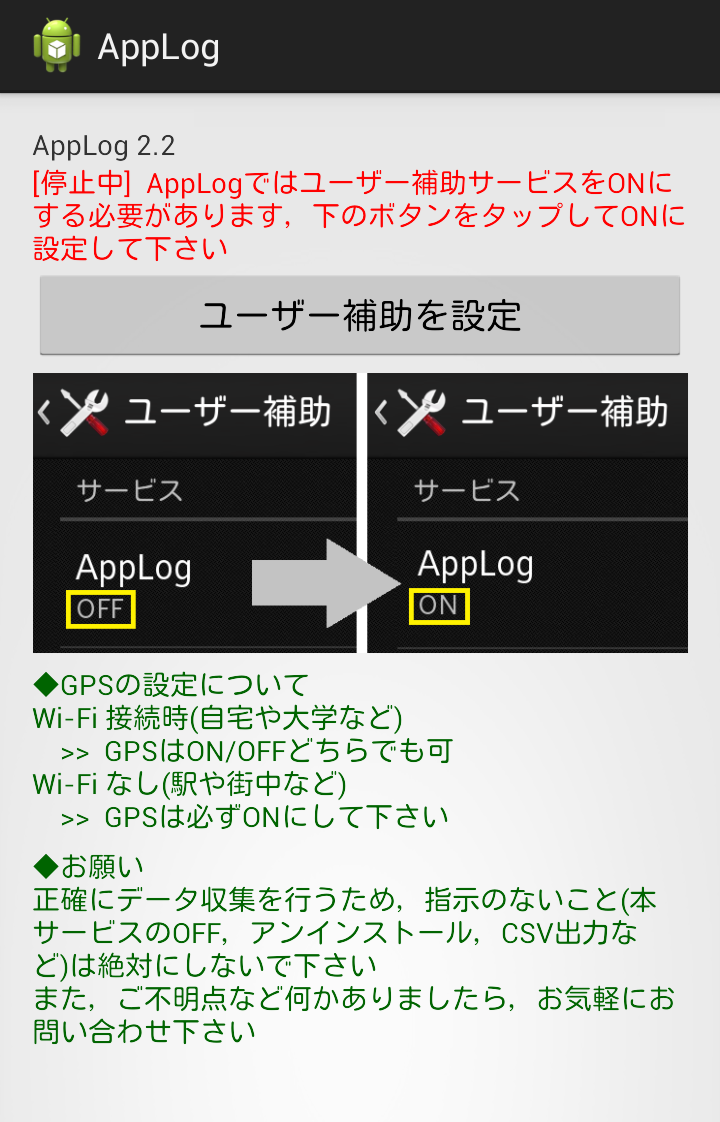 AppLog
AppLog 2.2
[停止中] AppLogではユーザー補助サービスをONに
する必要があります，下のボタンをタップしてONに
設定して下さい
ユーザー補助を設定
ユーザー補助
サービス
AppLog
OFF
ユーザー補助
サービス
AppLog
ON
◆GPSの設定について
Wi-Fi 接続時(自宅や大学など)
>> GPSはON/OFFどちらでも可
Wi-Fi なし(駅や街中など)
>> GPSは必ずONにして下さい
◆お願い
正確にデータ収集を行うため，指示のないこと(本
サービスのOFF，アンインストール，CSV出力な
ど)は絶対にしないで下さい
また，ご不明点など何かありましたら，お気軽にお
問い合わせ下さい